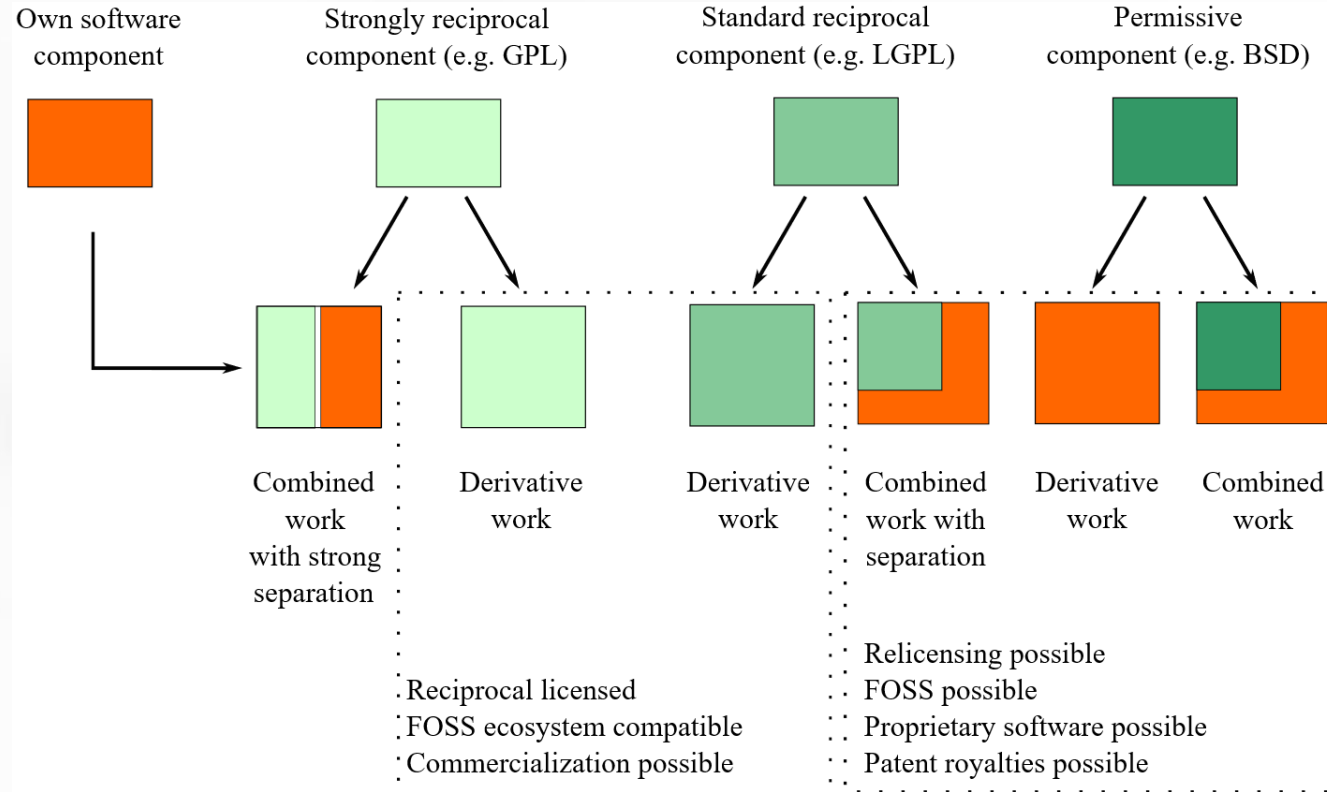 Own software
component
Strongly reciprocal
component (e.g. GPL)
Standard reciprocal
component (e.g. LGPL)
Permissive
component (e.g. BSD)
Combined
work
with strong
separation
Derivative
work
Derivative
work
Combined
work with
separation
Derivative
work
Combined
work
Reciprocal licensed
FOSS ecosystem compatible
Commercialization possible
Relicensing possible
FOSS possible
Proprietary software possible
Patent royalties possible